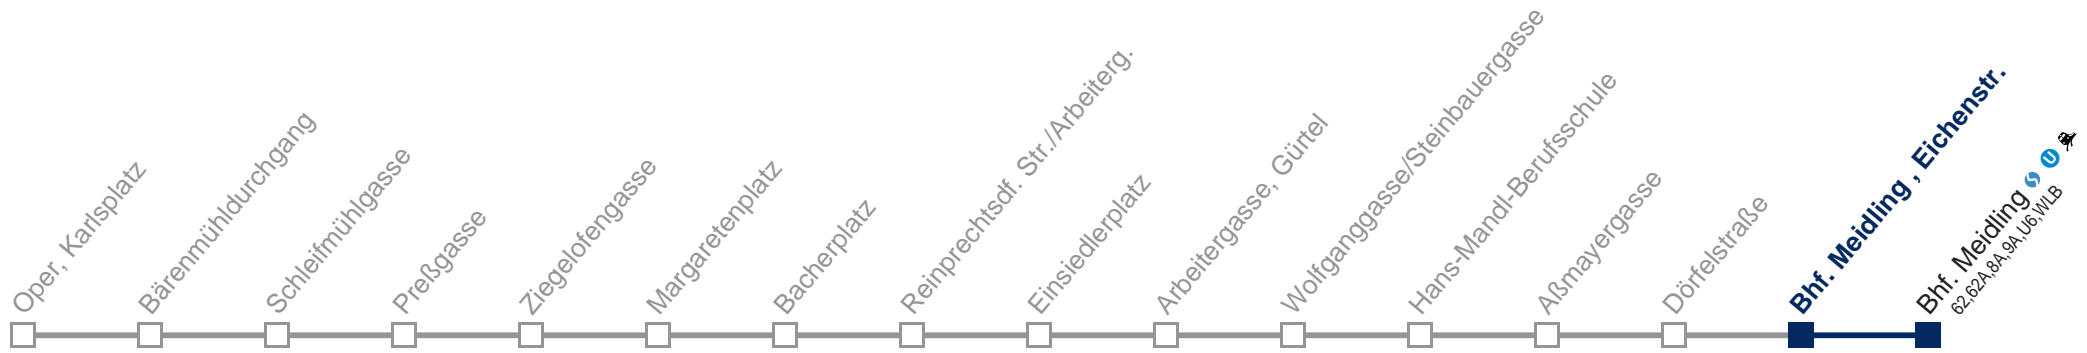 Oper, Karlsplatz
Bärenmühldurchgang
Schleifmühlgasse
Preßgasse
Ziegelofengasse
Margaretenplatz
Bacherplatz
Reinprechtsdf. Str./Arbeiterg.
Einsiedlerplatz
Arbeitergasse, Gürtel
Wolfganggasse/Steinbauergasse
Hans-Mandl-Berufsschule
Aßmayergasse
Dörfelstraße
Bhf. Meidling , Eichenstr.
Bhf. Meidling S U
62,62A,8A,9A,U6,WLB